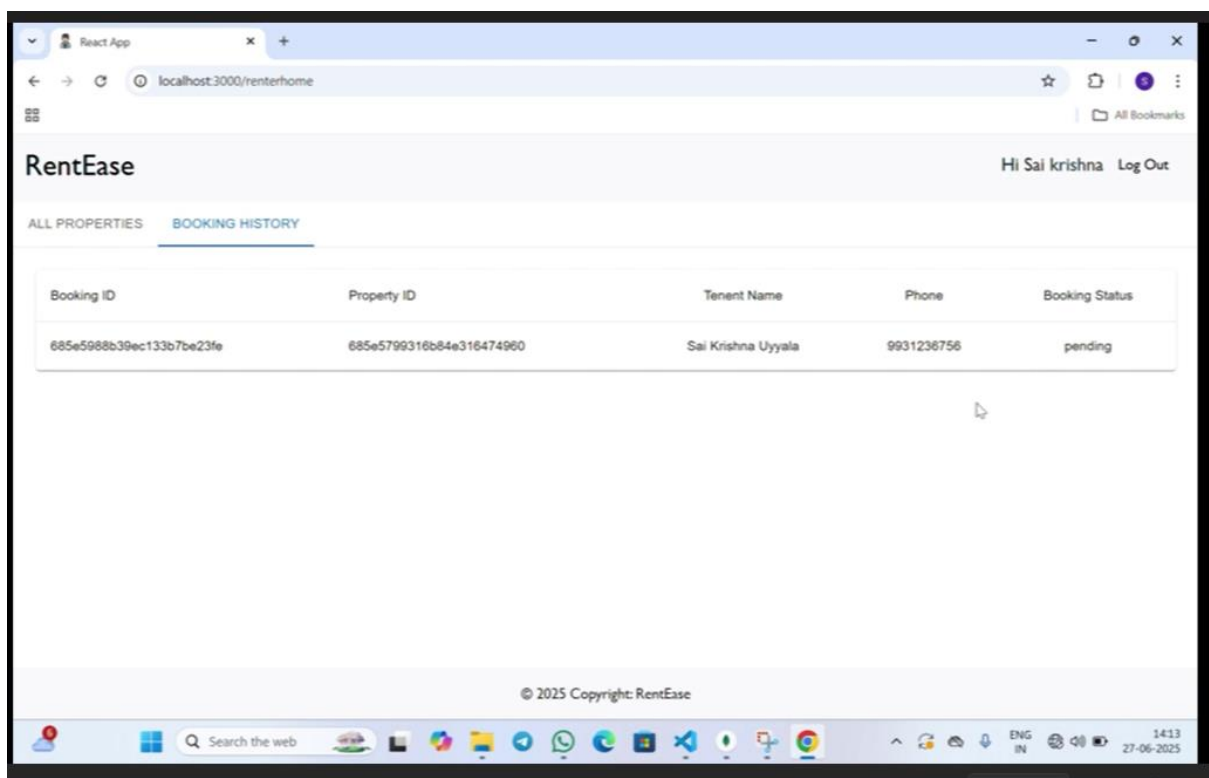 React App
localhost:3000/renterhome
All Bookmarks
RentEase
Hi Sai krishna Log Out
ALL PROPERTIES BOOKING HISTORY
Booking ID Property ID Tenent Name Phone Booking Status
685e5988b39ec133b7be23fe 685e5799316b84e316474960 Sai Krishna Uyyala 9931236756 pending
© 2025 Copyright: RentEase
Search the web
ENG
IN
14:13
27-06-2025